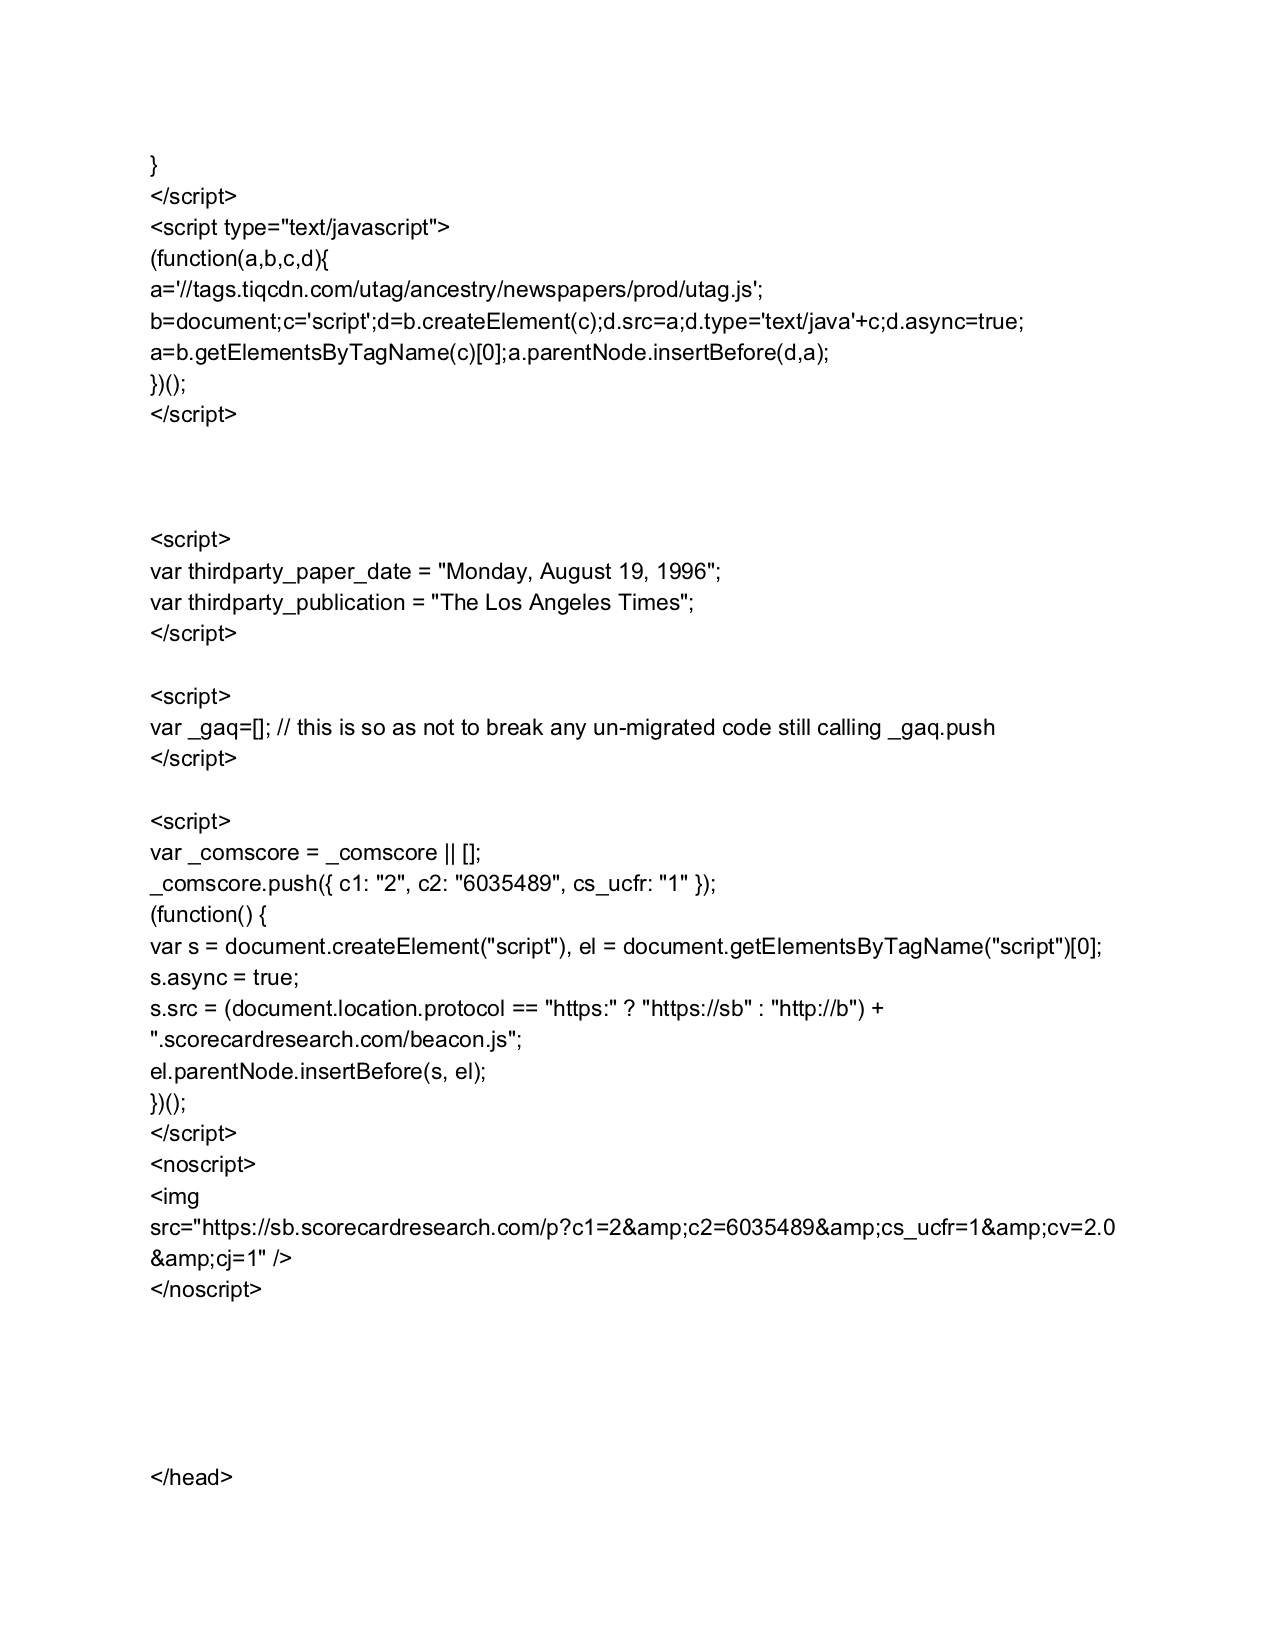 }
</script>
<script type="text/javascript">
(function(a,b,c,d){
a='//tags.tiqcdn.com/utag/ancestry/newspapers/prod/utag.js';
b=document;c='script';d=b.createElement(c);d.src=a;d.type='text/java'+c;d.async=true;
a=b.getElementsByTagName(c)[0];a.parentNode.insertBefore(d,a);
})();
</script>
<script>
var thirdparty_paper_date = "Monday, August 19, 1996";
var thirdparty_publication = "The Los Angeles Times";
</script>
<script>
var _gaq=[]; // this is so as not to break any un-migrated code still calling _gaq.push
</script>
<script>
var _comscore = _comscore || [];
_comscore.push({ c1: "2", c2: "6035489", cs_ucfr: "1" });
(function() {
var s = document.createElement("script"), el = document.getElementsByTagName("script")[0];
s.async = true;
s.src = (document.location.protocol == "https:" ? "https://sb" : "http://b") +
".scorecardresearch.com/beacon.js";
el.parentNode.insertBefore(s, el);
})();
</script>
<noscript>
<img
src="https://sb.scorecardresearch.com/p?c1=2&amp;c2=6035489&amp;cs_ucfr=1&amp;cv=2.0
&amp;cj=1" />
</noscript>
</head>